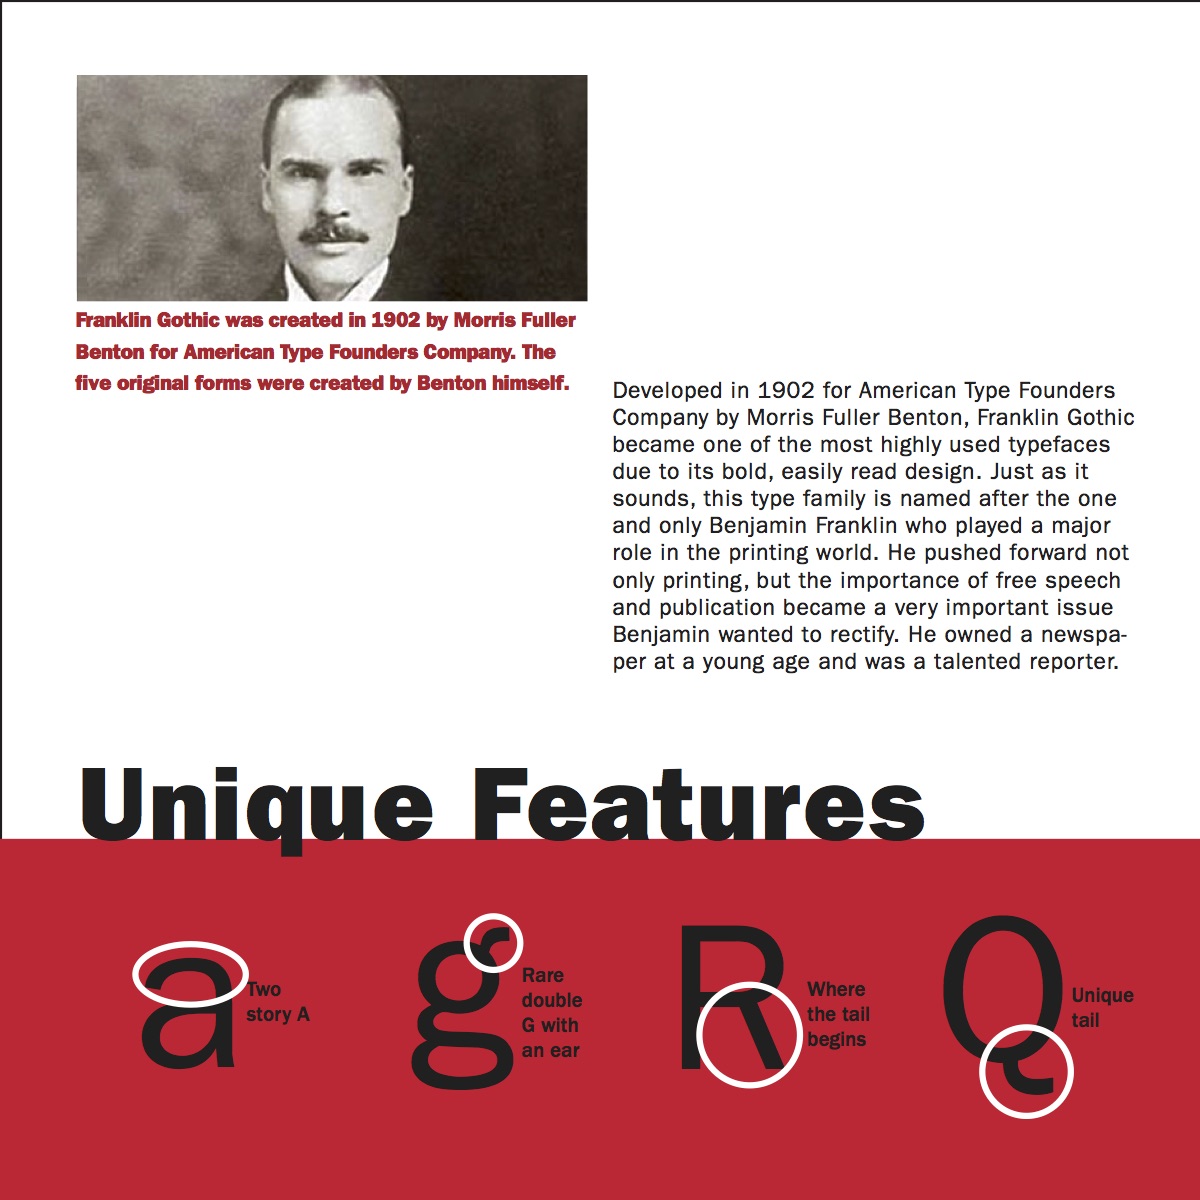 Franklin Gothic was created in 1902 by Morris Fuller
Benton for American Type Founders Company. The
five original forms were created by Benton himself.
Developed in 1902 for American Type Founders
Company by Morris Fuller Benton, Franklin Gothic
became one of the most highly used typefaces
due to its bold, easily read design. Just as it
sounds, this type family is named after the one
and only Benjamin Franklin who played a major
role in the printing world. He pushed forward not
only printing, but the importance of free speech
and publication became a very important issue
Benjamin wanted to rectify. He owned a newspa-
per at a young age and was a talented reporter.
Unique Features
a
Two
story A
g
Rare
double
G with
an ear
R
Where
the tail
begins
Q
Unique
tail